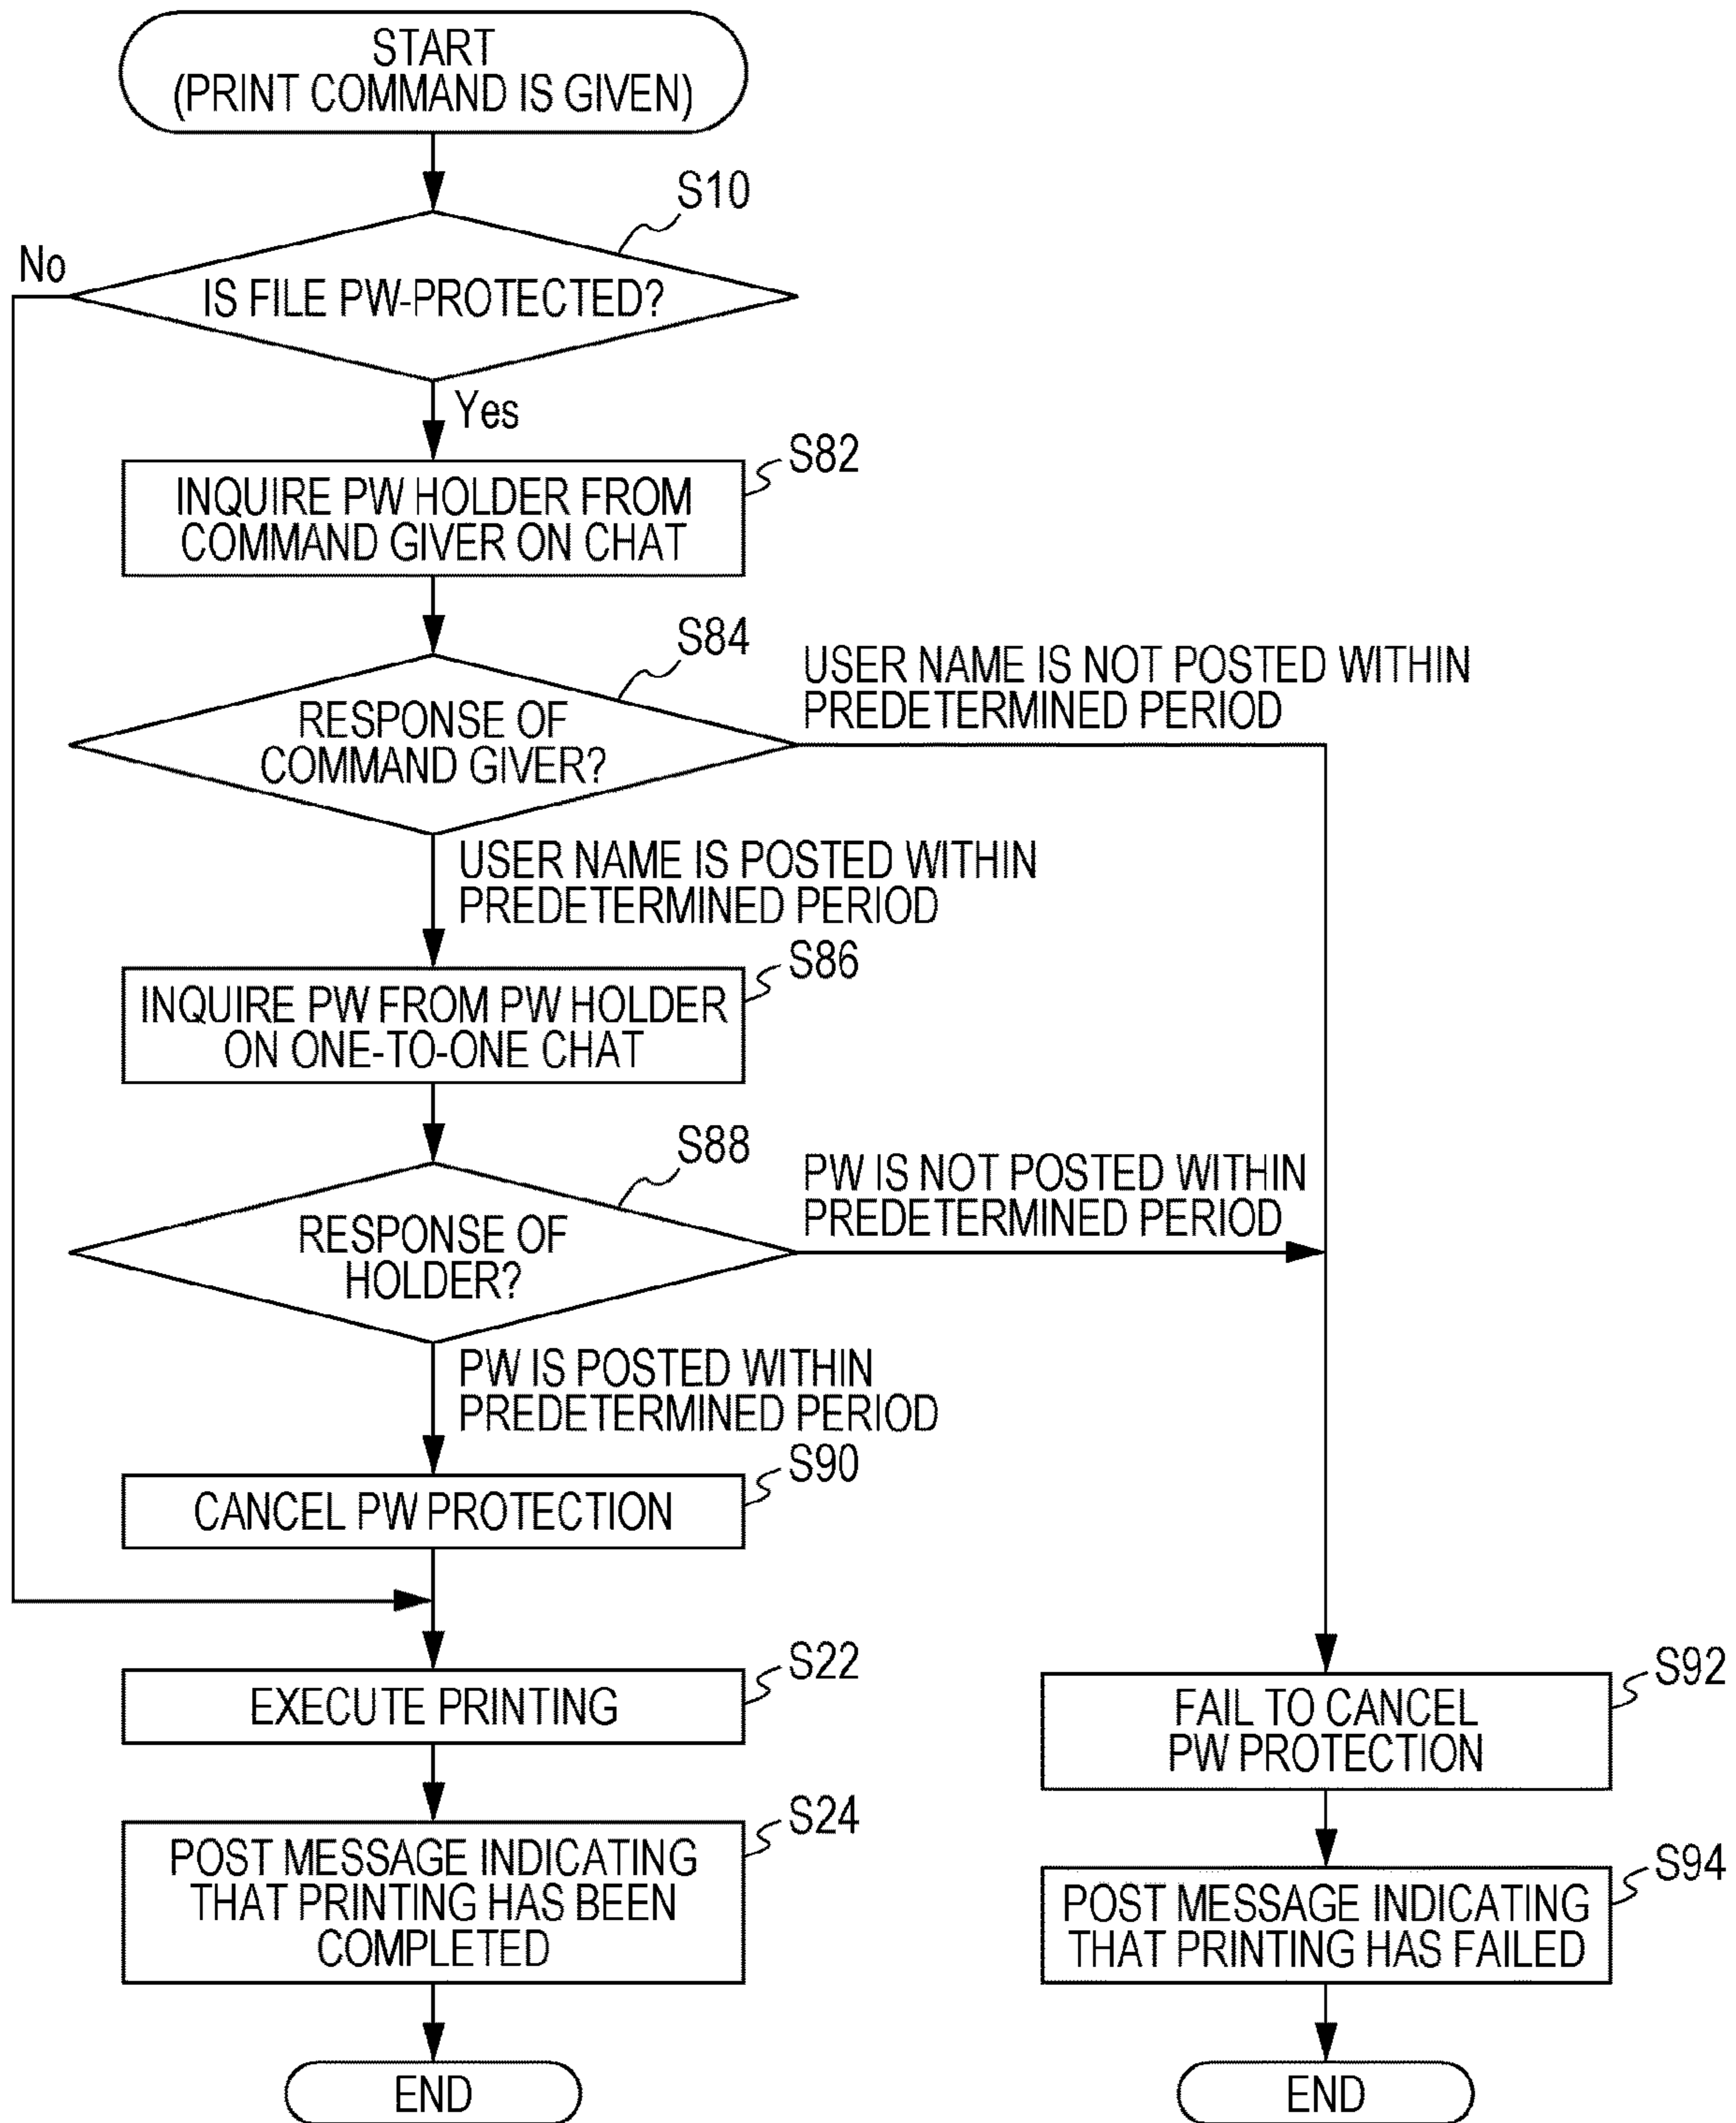 START
(PRINT COMMAND IS GIVEN)
S10
No
IS FILE PW-PROTECTED?
Yes
S82
INQUIRE PW HOLDER FROM
COMMAND GIVER ON CHAT
S84
USER NAME IS NOT POSTED WITHIN
PREDETERMINED PERIOD
RESPONSE OF
COMMAND GIVER?
USER NAME IS POSTED WITHIN
PREDETERMINED PERIOD
S86
INQUIRE PW FROM PW HOLDER
ON ONE-TO-ONE CHAT
S88
PW IS NOT POSTED WITHIN
PREDETERMINED PERIOD
RESPONSE OF
HOLDER?
PW IS POSTED WITHIN
PREDETERMINED PERIOD
S90
CANCEL PW PROTECTION
S22
EXECUTE PRINTING
S92
FAIL TO CANCEL
PW PROTECTION
S24
POST MESSAGE INDICATING
THAT PRINTING HAS BEEN
COMPLETED
S94
POST MESSAGE INDICATING
THAT PRINTING HAS FAILED
END
END